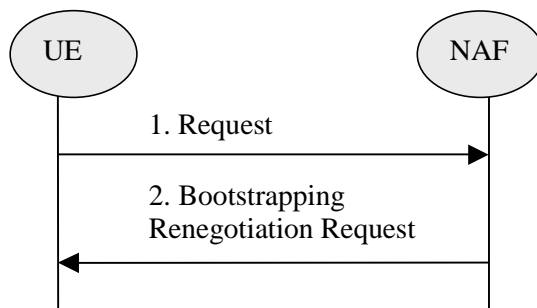 UE
NAF
1. Request
2. Bootstrapping
Renegotiation Request